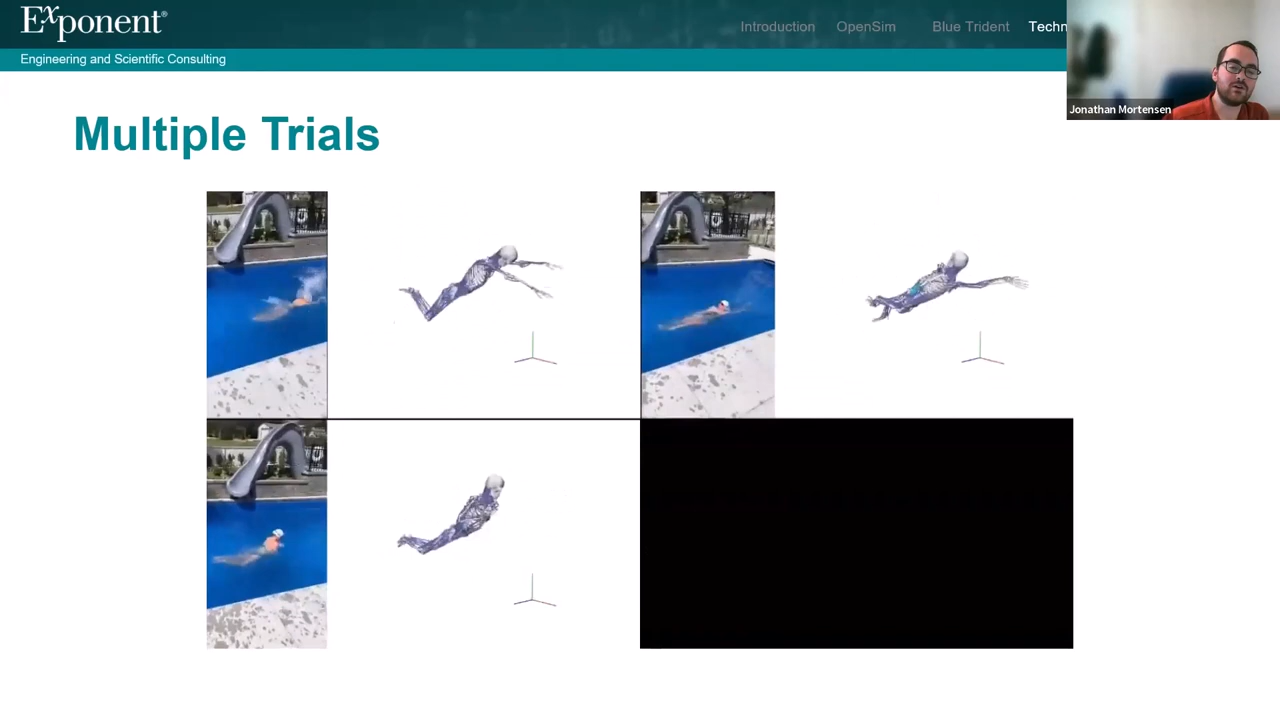 Exponent®
Introduction OpenSim Blue Trident Techn
Engineering and Scientific Consulting
Jonathan Mortensen
Multiple Trials